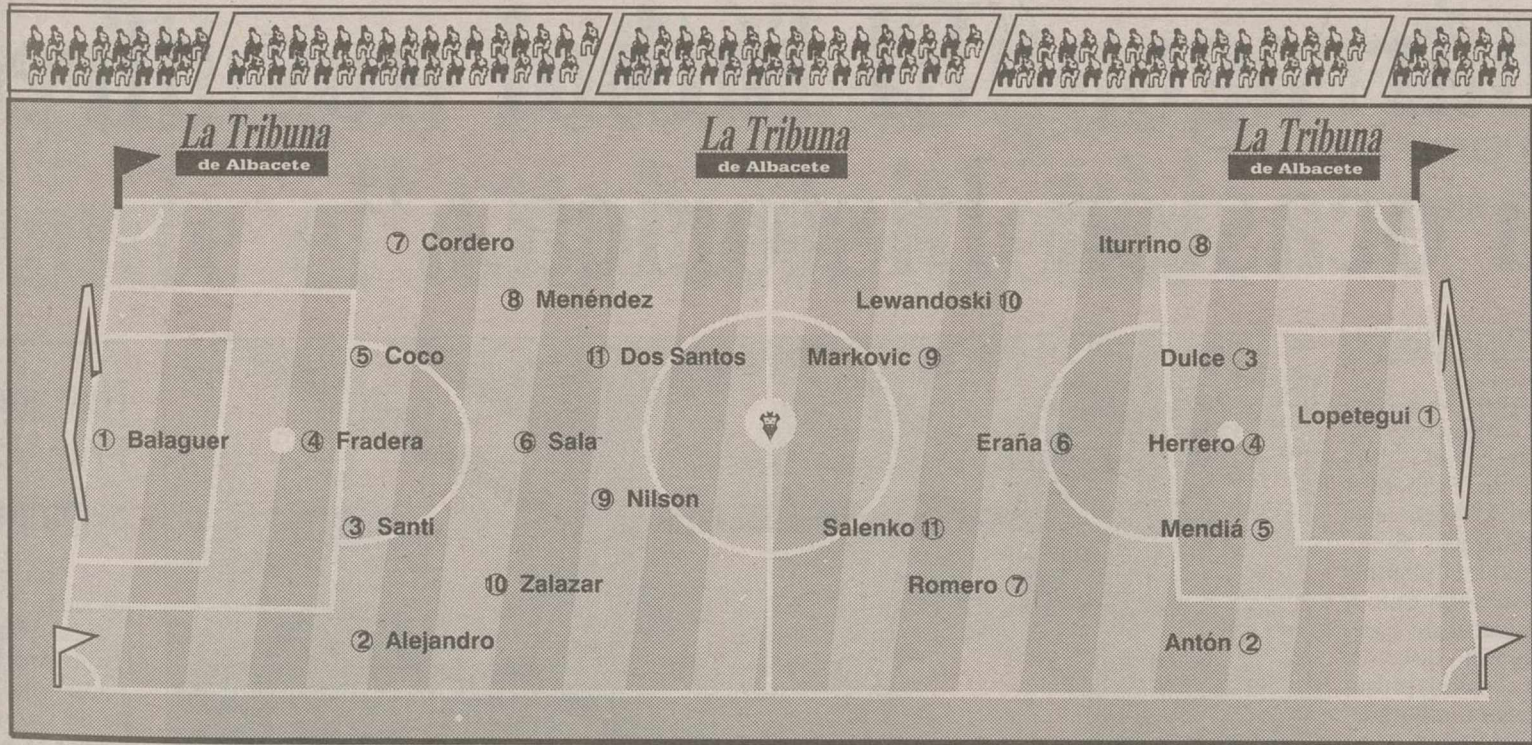 La Tribuna
de Albacete
La Tribuna
de Albacete
La Tribuna
de Albacete
⑦ Cordero
Iturrino ⑧
⑧ Menéndez
Lewandoski ⑩
⑤ Coco
⑪ Dos Santos
Markovic ⑨
Dulce ③
① Balaguer
④ Fradera
⑥ Sala
Eraña ⑥
Herrero ④
Lopetegui ①
⑨ Nilson
③ Santi
Salenko ⑪
Mendiá ⑤
⑩ Zalazar
Romero ⑦
② Alejandro
Antón ②